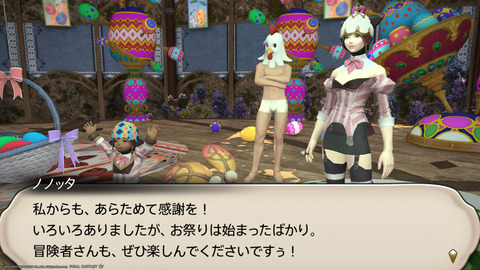 ノノッタ
私からも、あらためて感謝を！
いろいろありましたが、お祭りは始まったばかり。
冒険者さんも、ぜひ楽しんでくださいですぅ！